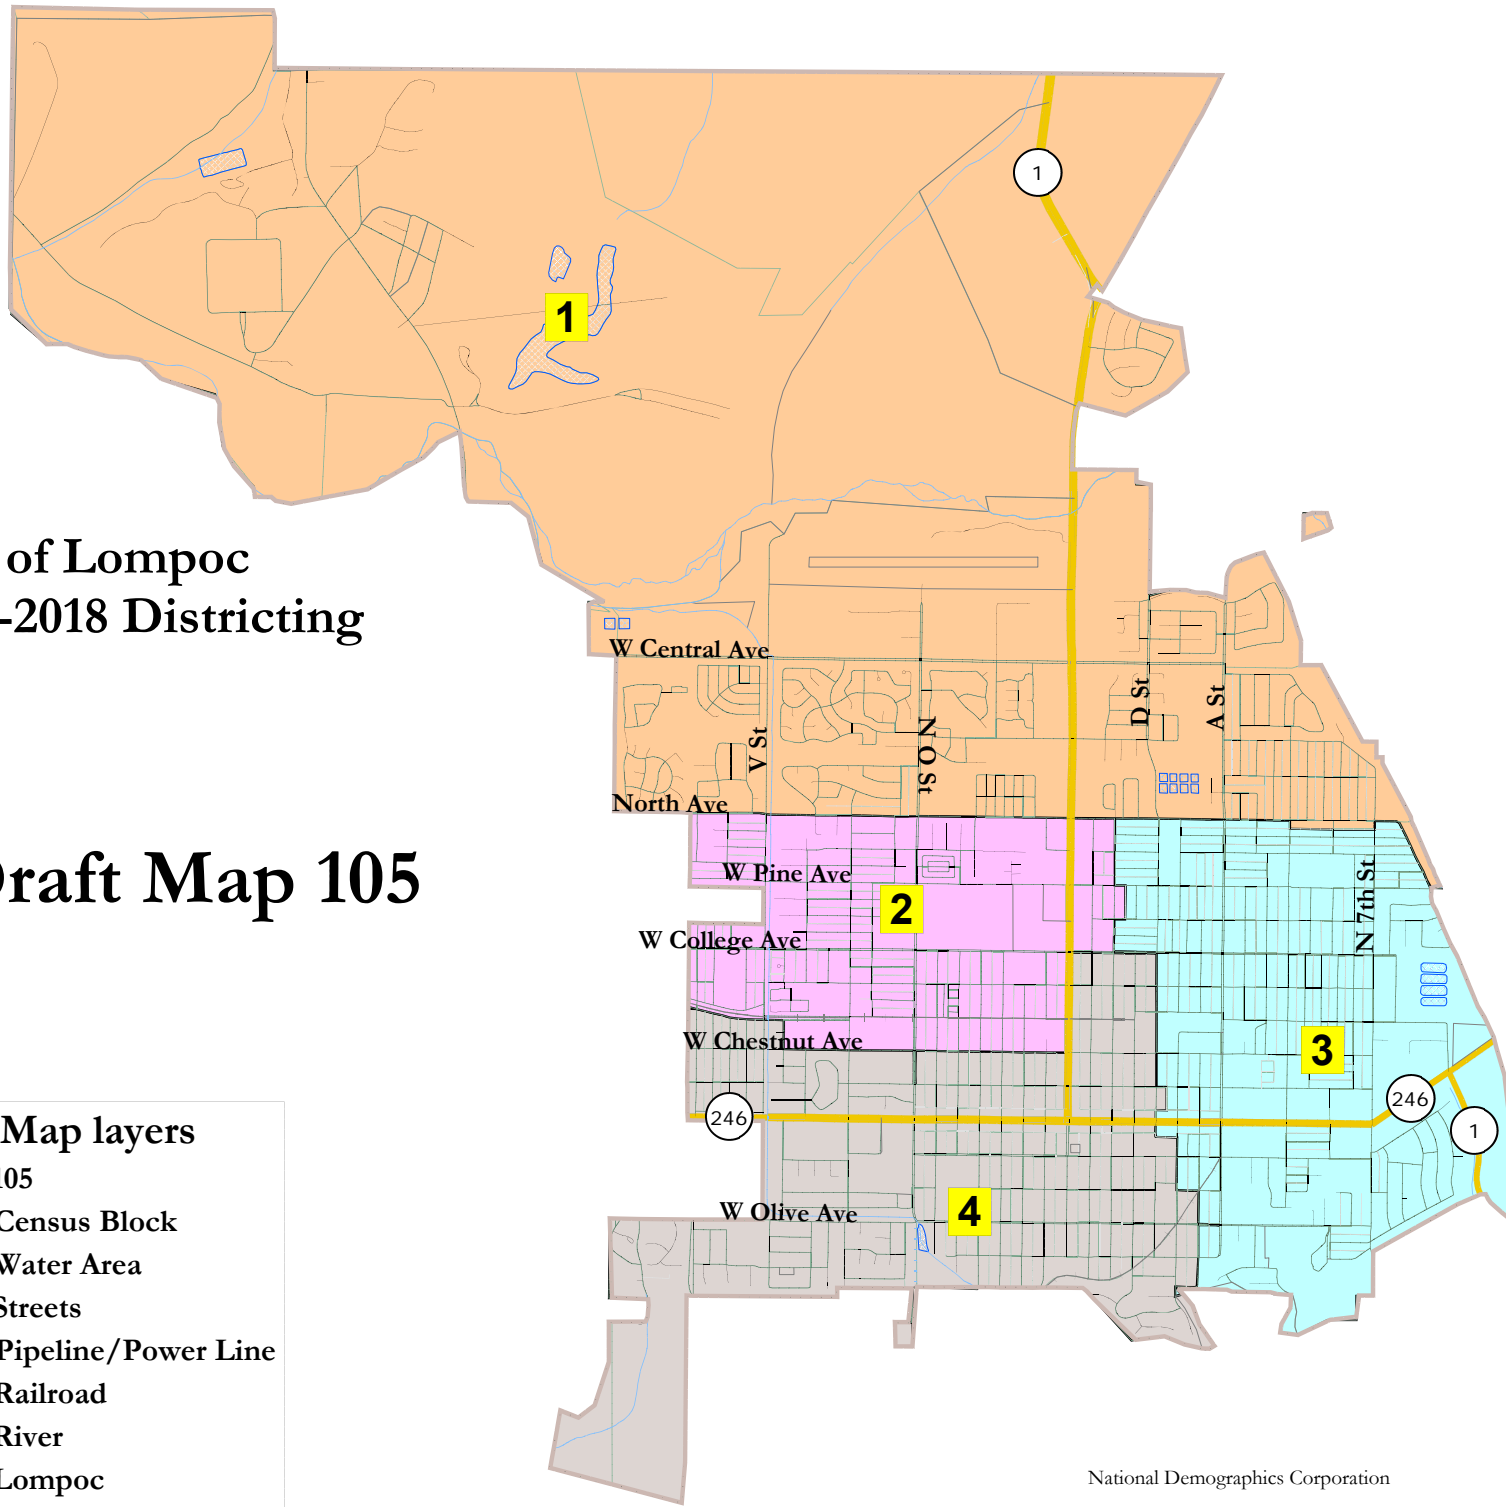 1
1
of Lompoc
-2018 Districting
W Central Ave
D St
A St
V St
N O St
North Ave
Draft Map 105
W Pine Ave
2
N 7th St
W College Ave
W Chestnut Ave
3
246
246
1
Map layers
105
Census Block
Water Area
Streets
Pipeline/Power Line
Railroad
River
Lompoc
W Olive Ave
4
National Demographics Corporation